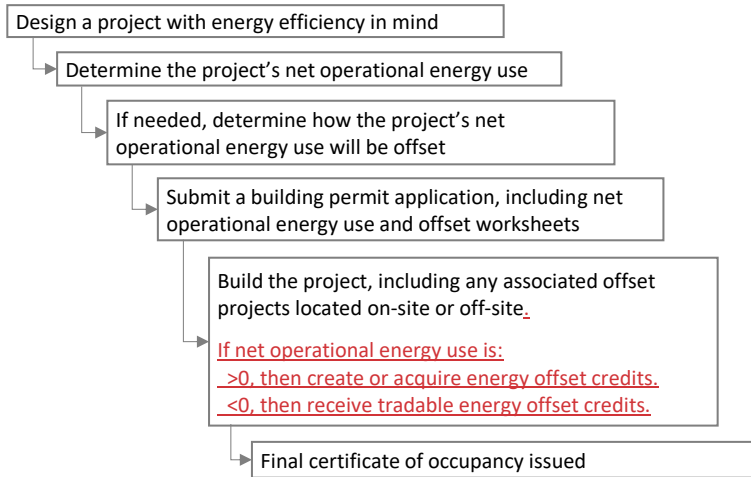 Design a project with energy efficiency in mind
Determine the project’s net operational energy use
If needed, determine how the project’s net
operational energy use will be offset
Submit a building permit application, including net
operational energy use and offset worksheets
Build the project, including any associated offset
projects located on-site or off-site.
If net operational energy use is:
>0, then create or acquire energy offset credits.
<0, then receive tradable energy offset credits.
Final certificate of occupancy issued